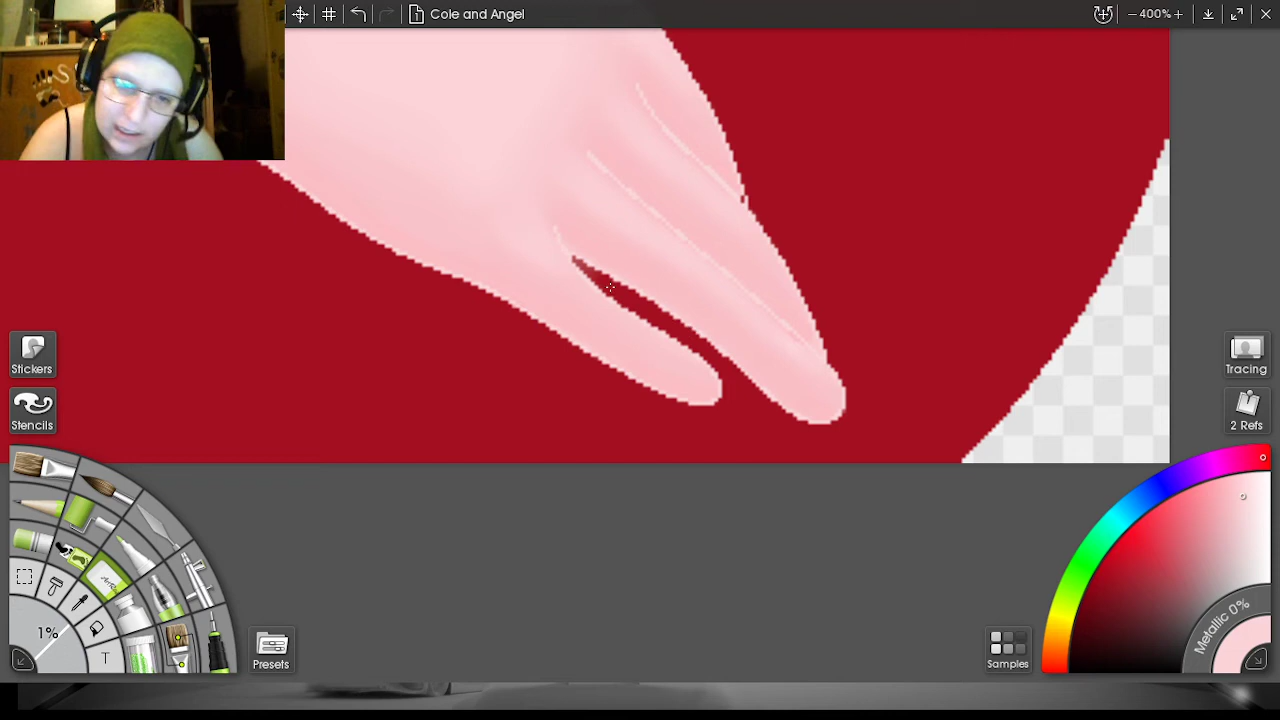 Cole and Angel
400%
Stickers
Stencils
Tracing
2 Refs
1%
T
Presets
Samples
Metallic 0%